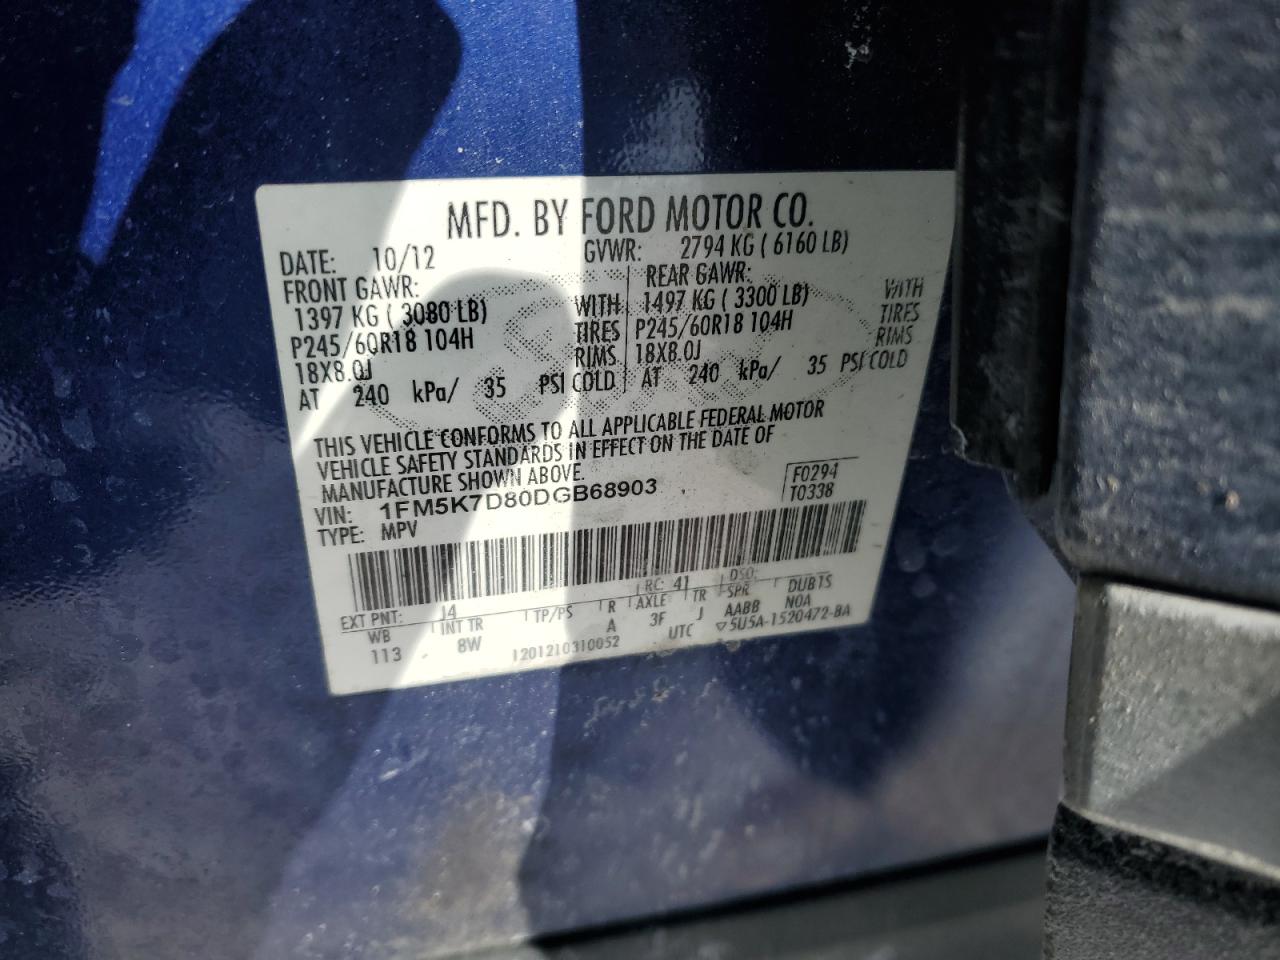 MFD. BY FORD MOTOR CO.
DATE: 10/12 GVWR: 2794 KG ( 6160 LB)
FRONT GAWR: REAR GAWR:
1397 KG ( 3080 LB) WITH 1497 KG ( 3300 LB) WITH
P245/60R18 104H TIRES P245/60R18 104H TIRES
18X8.0J RIMS 18X8.0J RIMS
AT 240 kPa/ 35 PSI COLD AT 240 kPa/ 35 PSI COLD
THIS VEHICLE CONFORMS TO ALL APPLICABLE FEDERAL MOTOR
VEHICLE SAFETY STANDARDS IN EFFECT ON THE DATE OF
MANUFACTURE SHOWN ABOVE.
VIN: 1FM5K7D80DGB68903 F0294
TYPE: MPV T0338
EXT PNT: J4 RC: 41 DSO:
WB INT TR TP/PS R AXLE TR SPR DUB1S
113 8W A 3F J AABB N0A
1201210310052 UTC ▽5U5A-1520472-BA